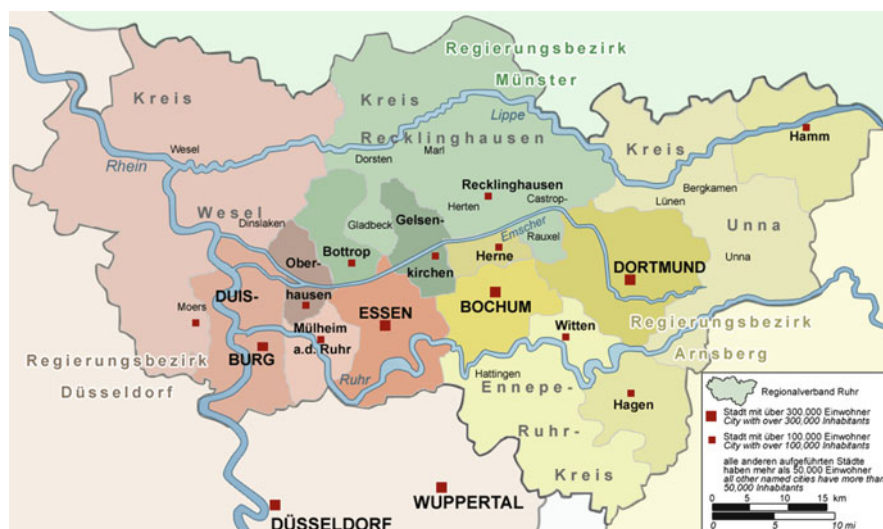 Regierungsbezirk
Münster
Kreis
Kreis
Lippe
Recklinghausen
Hamm
Rhein
Wesel
Dorsten
Marl
Kreis
Recklinghausen
Bergkamen
Lünen
Wesel
Dinslaken
Gladbeck
Gelsen-
Herten
Castrop-
Unna
Emscher
Rauxel
Bottrop
kirchen
Herne
Unna
Ober-
hausen
DORTMUND
DUIS-
Moers
ESSEN
BOCHUM
Mülheim
a.d. Ruhr
Witten
Regierungsbezirk
Arnsberg
BURG
Regierungsbezirk
Düsseldorf
Ruhr
Hattingen
Ennepe-
Hagen
Ruhr-
Kreis
WUPPERTAL
DÜSSELDORF
Regionalverband Ruhr
Stadt mit über 300.000 Einwohner
City with over 300,000 Inhabitants
Stadt mit über 100.000 Einwohner
City with over 100,000 Inhabitants
alle anderen aufgeführten Städte
haben mehr als 50.000 Einwohner
all other named cities have more than
50,000 Inhabitants
0 5 10 15 km
0 5 10 mi